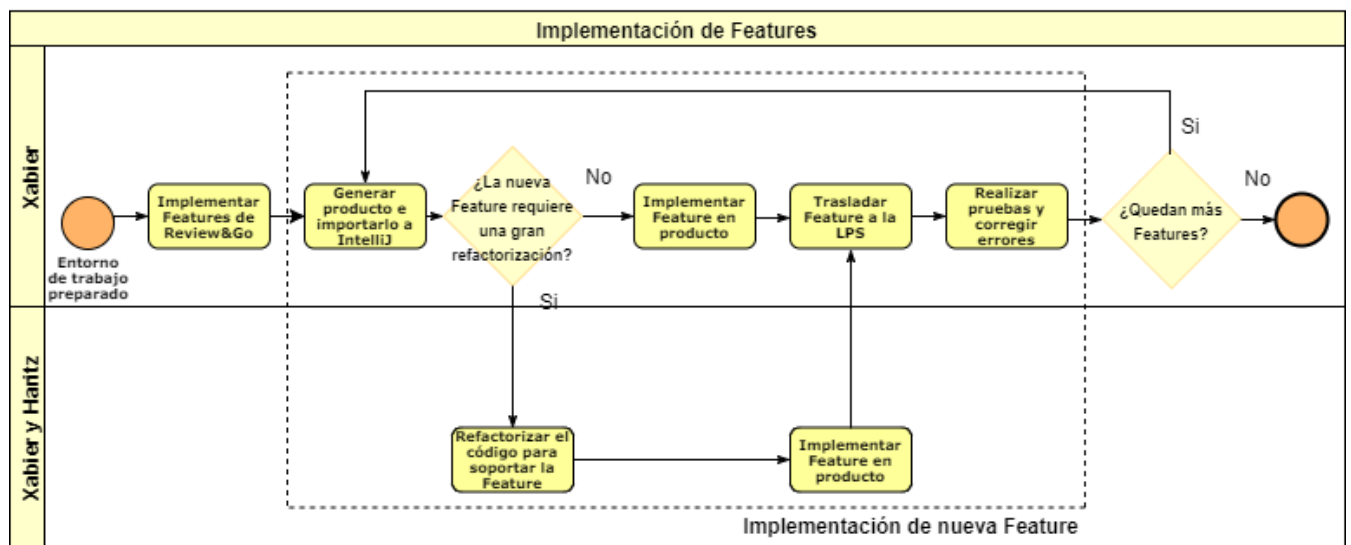 Implementación de Features
Xabier
Entorno
de trabajo
preparado
Implementar
Features de
Review&Go
Generar
producto e
importarlo a
IntelliJ
¿La nueva
Feature requiere
una gran
refactorización?
No
Si
Implementar
Feature en
producto
Trasladar
Feature a la
LPS
Realizar
pruebas y
corregir
errores
¿Quedan más
Features?
Si
No
Xabier y Haritz
Refactorizar el
código para
soportar la
Feature
Implementar
Feature en
producto
Implementación de nueva Feature